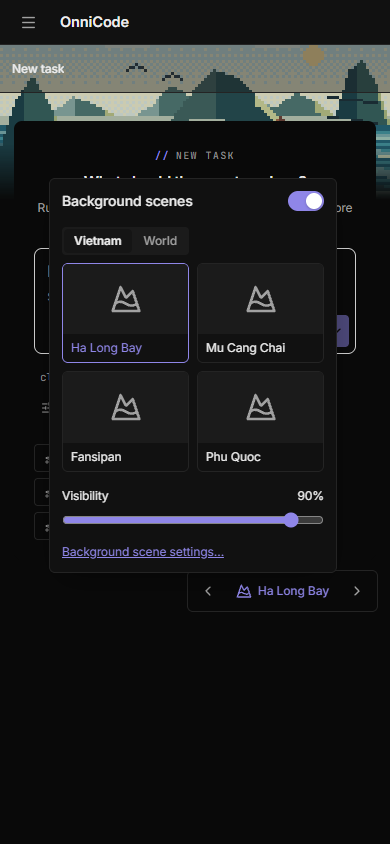 OnniCode
New task
// NEW TASK
Background scenes
Vietnam World
Ha Long Bay
Mu Cang Chai
Fansipan
Phu Quoc
Visibility 90%
Background scene settings...
Ha Long Bay